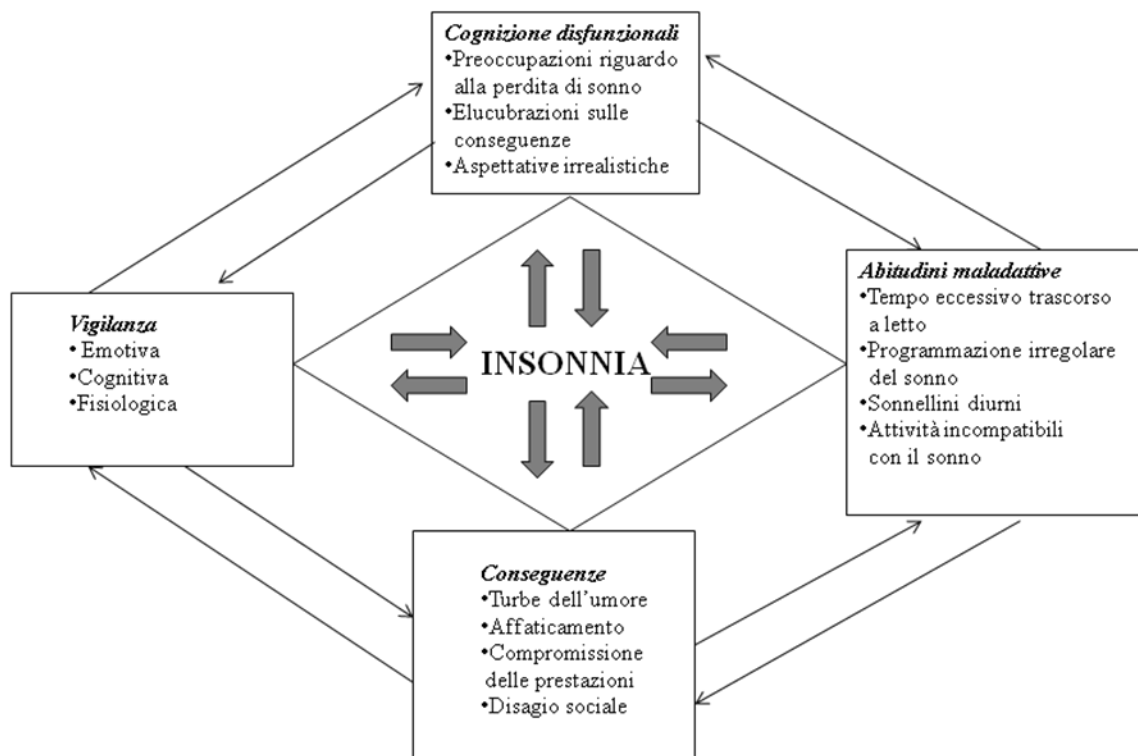 Cognizione disfunzionali
•Preoccupazioni riguardo
alla perdita di sonno
•Elucubrazioni sulle
conseguenze
•Aspettative irrealistiche
Vigilanza
• Emotiva
•Cognitiva
•Fisiologica
INSONNIA
Abitudini maladattive
•Tempo eccessivo trascorso
a letto
•Programmazione irregolare
del sonno
•Sonnellini diurni
•Attività incompatibili
con il sonno
Conseguenze
•Turbe dell'umore
•Affaticamento
•Compromissione
delle prestazioni
•Disagio sociale